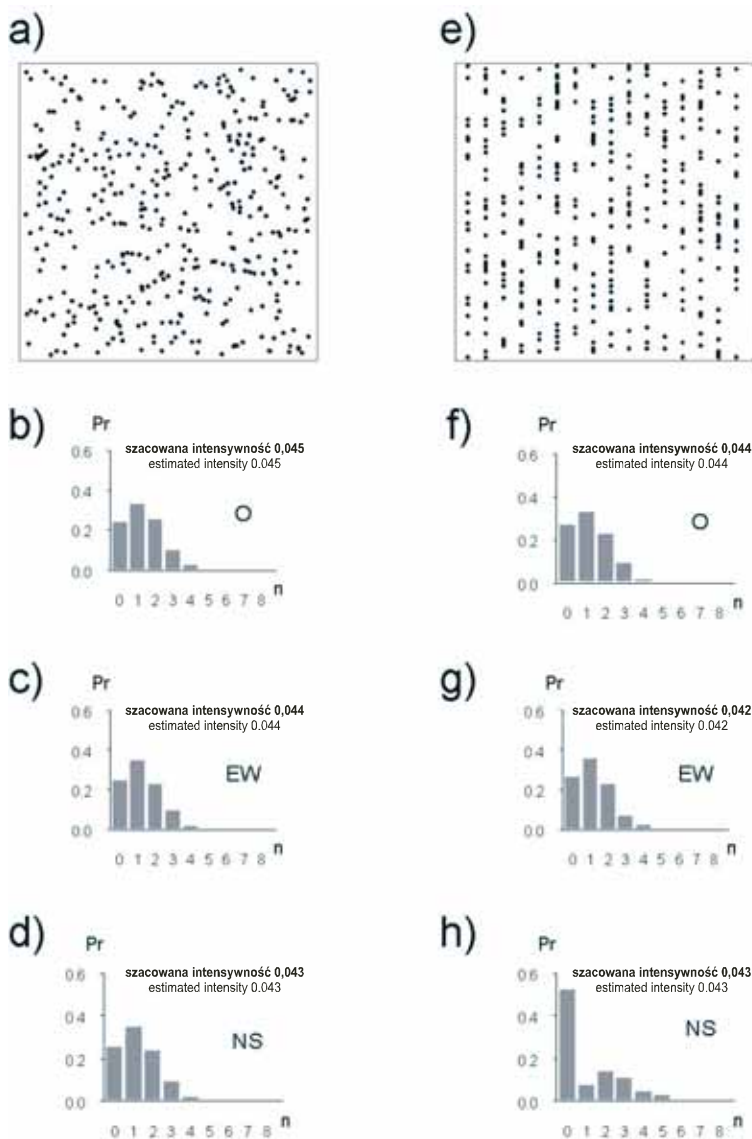 a)
e)
b)
Pr
szacowana intensywność 0,045
estimated intensity 0.045
0.6
0.4
0.2
0.0
O
n
0 1 2 3 4 5 6 7 8
f)
Pr
szacowana intensywność 0,044
estimated intensity 0.044
0.6
0.4
0.2
0.0
O
n
0 1 2 3 4 5 6 7 8
c)
Pr
szacowana intensywność 0,044
estimated intensity 0.044
0.6
0.4
0.2
0.0
EW
n
0 1 2 3 4 5 6 7 8
g)
Pr
szacowana intensywność 0,042
estimated intensity 0.042
0.6
0.4
0.2
0.0
EW
n
0 1 2 3 4 5 6 7 8
d)
Pr
szacowana intensywność 0,043
estimated intensity 0.043
0.6
0.4
0.2
0.0
NS
n
0 1 2 3 4 5 6 7 8
h)
Pr
szacowana intensywność 0,043
estimated intensity 0.043
0.6
0.4
0.2
0.0
NS
n
0 1 2 3 4 5 6 7 8